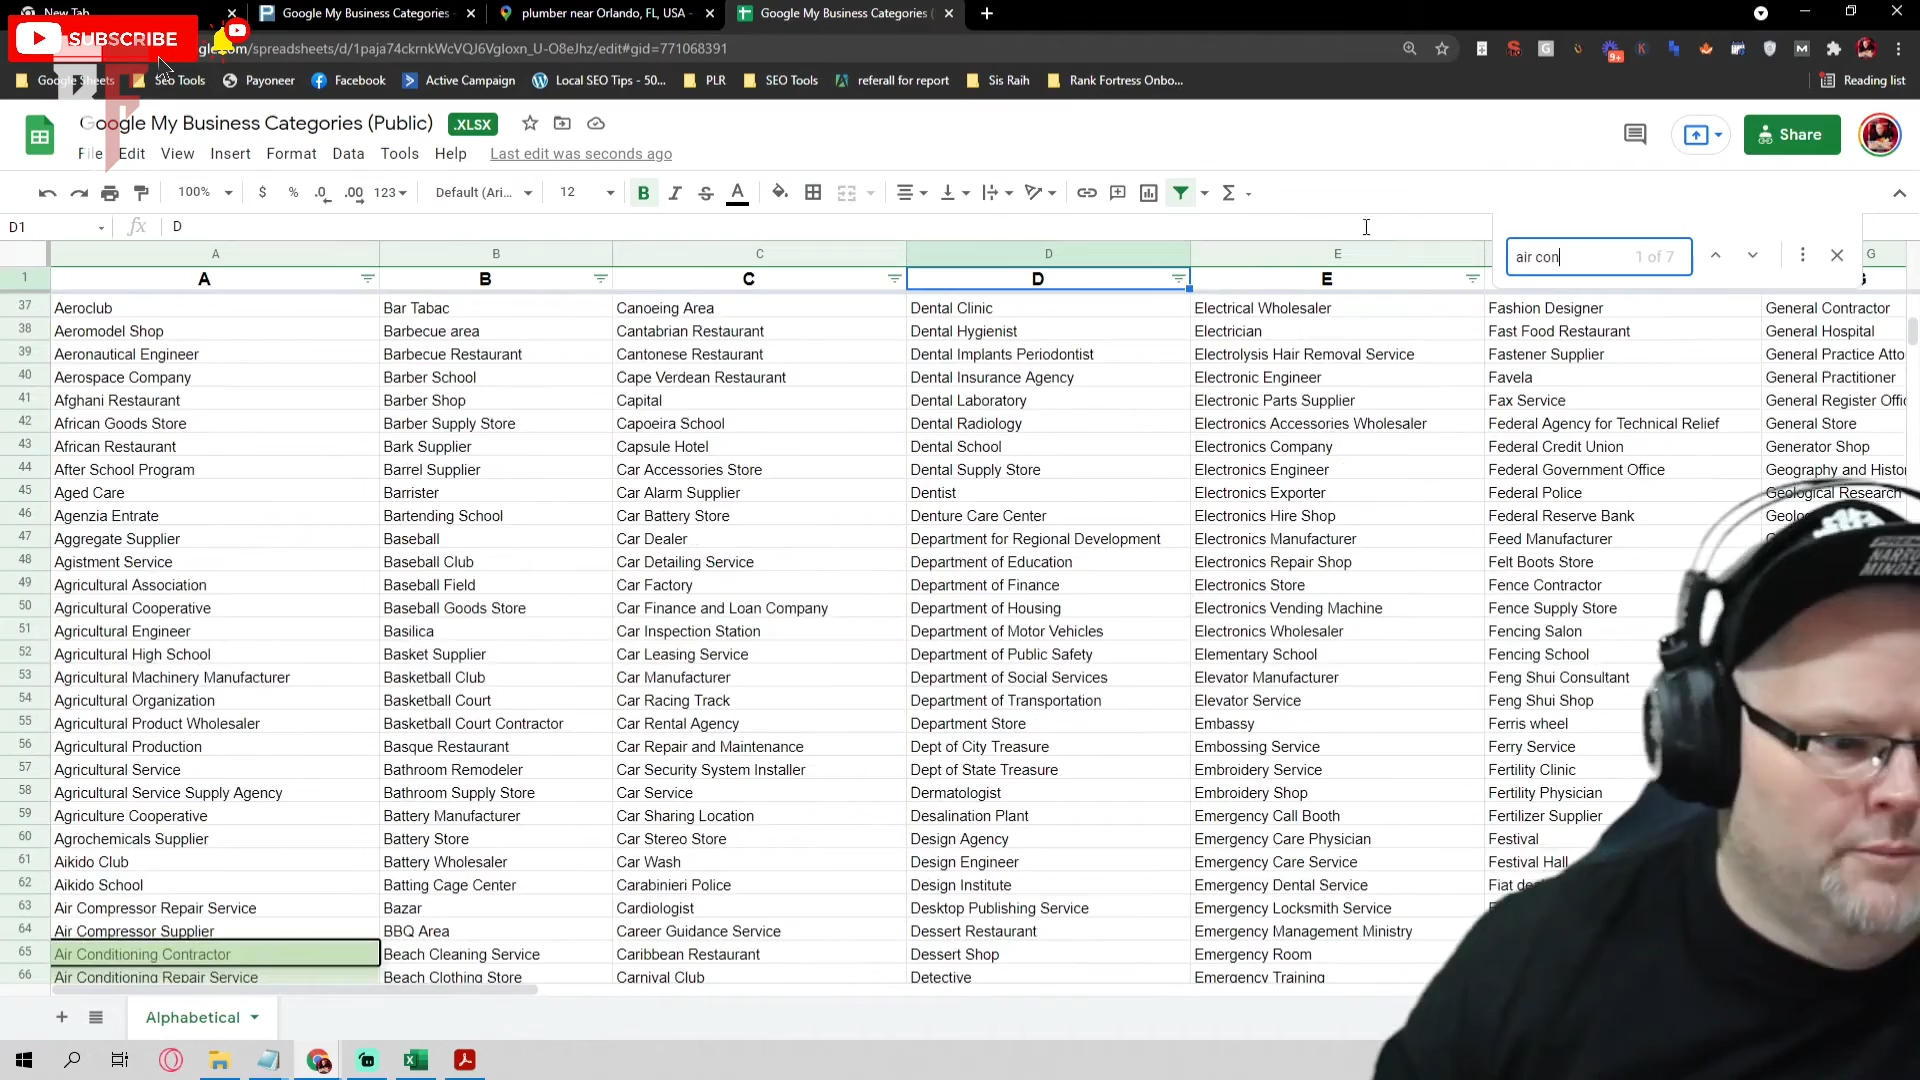 New Tab
Google My Business Categories -
plumber near Orlando, FL, USA -
Google My Business Categories (
SUBSCRIBE
gle.com/spreadsheets/d/1paja74ckrnkWcVQJ6Vgloxn_U-O8eJhz/edit#gid=771068391
Google Sheets
Seo Tools
Payoneer
Facebook
Active Campaign
Local SEO Tips - 50...
PLR
SEO Tools
referall for report
Sis Raih
Rank Fortress Onbo...
Reading list
Google My Business Categories (Public)
.XLSX
Share
File Edit View Insert Format Data Tools Help Last edit was seconds ago
100% $ % .0 .00 123 Default (Ari... 12 B I S A
D1 fx D
air con 1 of 7
A B C D E G
1 A B C D E
37 Aeroclub Bar Tabac Canoeing Area Dental Clinic Electrical Wholesaler Fashion Designer General Contractor
38 Aeromodel Shop Barbecue area Cantabrian Restaurant Dental Hygienist Electrician Fast Food Restaurant General Hospital
39 Aeronautical Engineer Barbecue Restaurant Cantonese Restaurant Dental Implants Periodontist Electrolysis Hair Removal Service Fastener Supplier General Practice Atto
40 Aerospace Company Barber School Cape Verdean Restaurant Dental Insurance Agency Electronic Engineer Favela General Practitioner
41 Afghani Restaurant Barber Shop Capital Dental Laboratory Electronic Parts Supplier Fax Service General Register Offi
42 African Goods Store Barber Supply Store Capoeira School Dental Radiology Electronics Accessories Wholesaler Federal Agency for Technical Relief General Store
43 African Restaurant Bark Supplier Capsule Hotel Dental School Electronics Company Federal Credit Union Generator Shop
44 After School Program Barrel Supplier Car Accessories Store Dental Supply Store Electronics Engineer Federal Government Office Geography and Histo
45 Aged Care Barrister Car Alarm Supplier Dentist Electronics Exporter Federal Police Geological Research
46 Agenzia Entrate Bartending School Car Battery Store Denture Care Center Electronics Hire Shop Federal Reserve Bank
47 Aggregate Supplier Baseball Car Dealer Department for Regional Development Electronics Manufacturer Feed Manufacturer
48 Agistment Service Baseball Club Car Detailing Service Department of Education Electronics Repair Shop Felt Boots Store
49 Agricultural Association Baseball Field Car Factory Department of Finance Electronics Store Fence Contractor
50 Agricultural Cooperative Baseball Goods Store Car Finance and Loan Company Department of Housing Electronics Vending Machine Fence Supply Store
51 Agricultural Engineer Basilica Car Inspection Station Department of Motor Vehicles Electronics Wholesaler Fencing Salon
52 Agricultural High School Basket Supplier Car Leasing Service Department of Public Safety Elementary School Fencing School
53 Agricultural Machinery Manufacturer Basketball Club Car Manufacturer Department of Social Services Elevator Manufacturer Feng Shui Consultant
54 Agricultural Organization Basketball Court Car Racing Track Department of Transportation Elevator Service Feng Shui Shop
55 Agricultural Product Wholesaler Basketball Court Contractor Car Rental Agency Department Store Embassy Ferris wheel
56 Agricultural Production Basque Restaurant Car Repair and Maintenance Dept of City Treasure Embossing Service Ferry Service
57 Agricultural Service Bathroom Remodeler Car Security System Installer Dept of State Treasure Embroidery Service Fertility Clinic
58 Agricultural Service Supply Agency Bathroom Supply Store Car Service Dermatologist Embroidery Shop Fertility Physician
59 Agriculture Cooperative Battery Manufacturer Car Sharing Location Desalination Plant Emergency Call Booth Fertilizer Supplier
60 Agrochemicals Supplier Battery Store Car Stereo Store Design Agency Emergency Care Physician Festival
61 Aikido Club Battery Wholesaler Car Wash Design Engineer Emergency Care Service Festival Hall
62 Aikido School Batting Cage Center Carabinieri Police Design Institute Emergency Dental Service Fiat
63 Air Compressor Repair Service Bazar Cardiologist Desktop Publishing Service Emergency Locksmith Service
64 Air Compressor Supplier BBQ Area Career Guidance Service Dessert Restaurant Emergency Management Ministry
65 Air Conditioning Contractor Beach Cleaning Service Caribbean Restaurant Dessert Shop Emergency Room
66 Air Conditioning Repair Service Beach Clothing Store Carnival Club Detective Emergency Training
Alphabetical